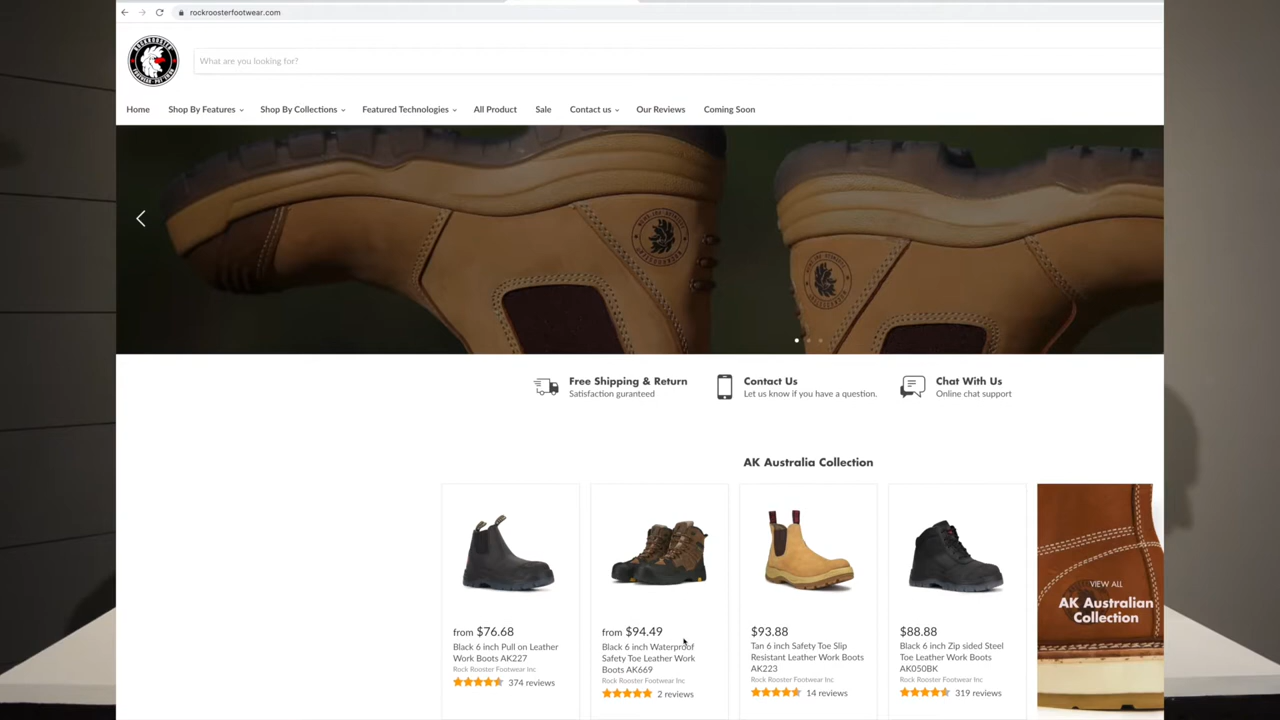 rockroosterfootwear.com
What are you looking for?
Home Shop By Features Shop By Collections Featured Technologies All Product Sale Contact us Our Reviews Coming Soon
Free Shipping & Return
Satisfaction guranteed
Contact Us
Let us know if you have a question.
Chat With Us
Online chat support
AK Australia Collection
from $76.68
Black 6 inch Pull on Leather
Work Boots AK227
Rock Rooster Footwear Inc
374 reviews
from $94.49
Black 6 inch Waterproof
Safety Toe Leather Work
Boots AK669
Rock Rooster Footwear Inc
2 reviews
$93.88
Tan 6 inch Safety Toe Slip
Resistant Leather Work Boots
AK223
Rock Rooster Footwear Inc
14 reviews
$88.88
Black 6 inch Zip sided Steel
Toe Leather Work Boots
AK050BK
Rock Rooster Footwear Inc
319 reviews
VIEW ALL
AK Australian
Collection